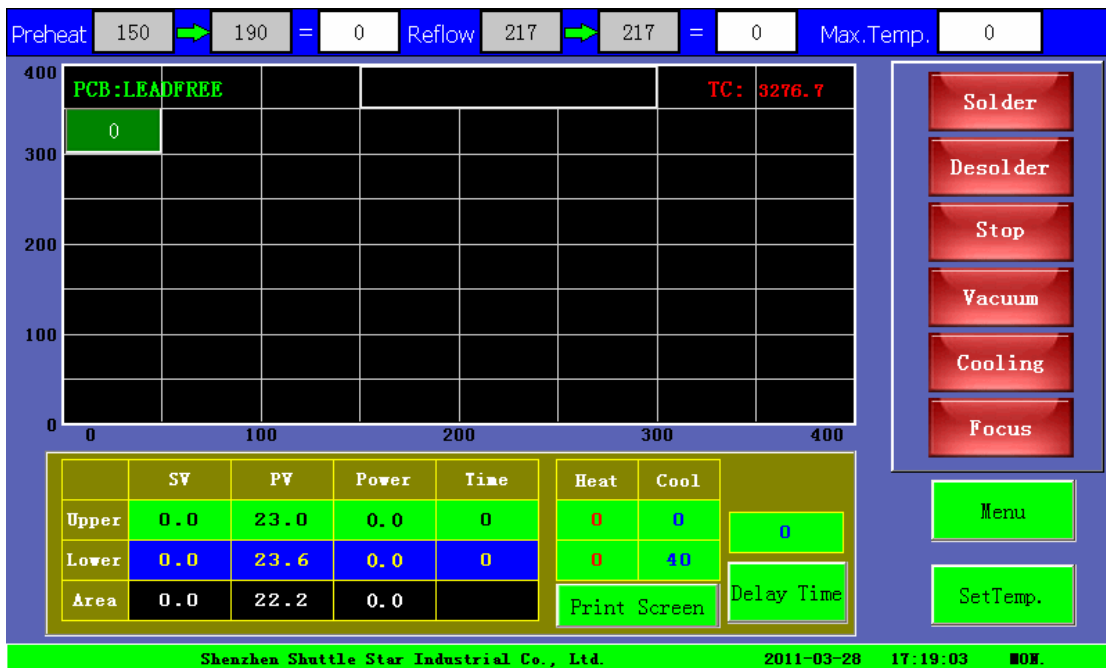 Preheat 150 190 = 0 Reflow 217 217 = 0 Max.Temp. 0
400
PCB:LEADFREE TC: 3276.7
Solder
0
300
Desolder
Stop
200
Vacuum
100
Cooling
0
Focus
0 100 200 300 400
SV PV Power Time Heat Cool
Upper 0.0 23.0 0.0 0 0 0
Menu
0
Lower 0.0 23.6 0.0 0 0 40
Area 0.0 22.2 0.0
Print Screen Delay Time SetTemp.
Shenzhen Shuttle Star Industrial Co., Ltd. 2011-03-28 17:19:03 MON.